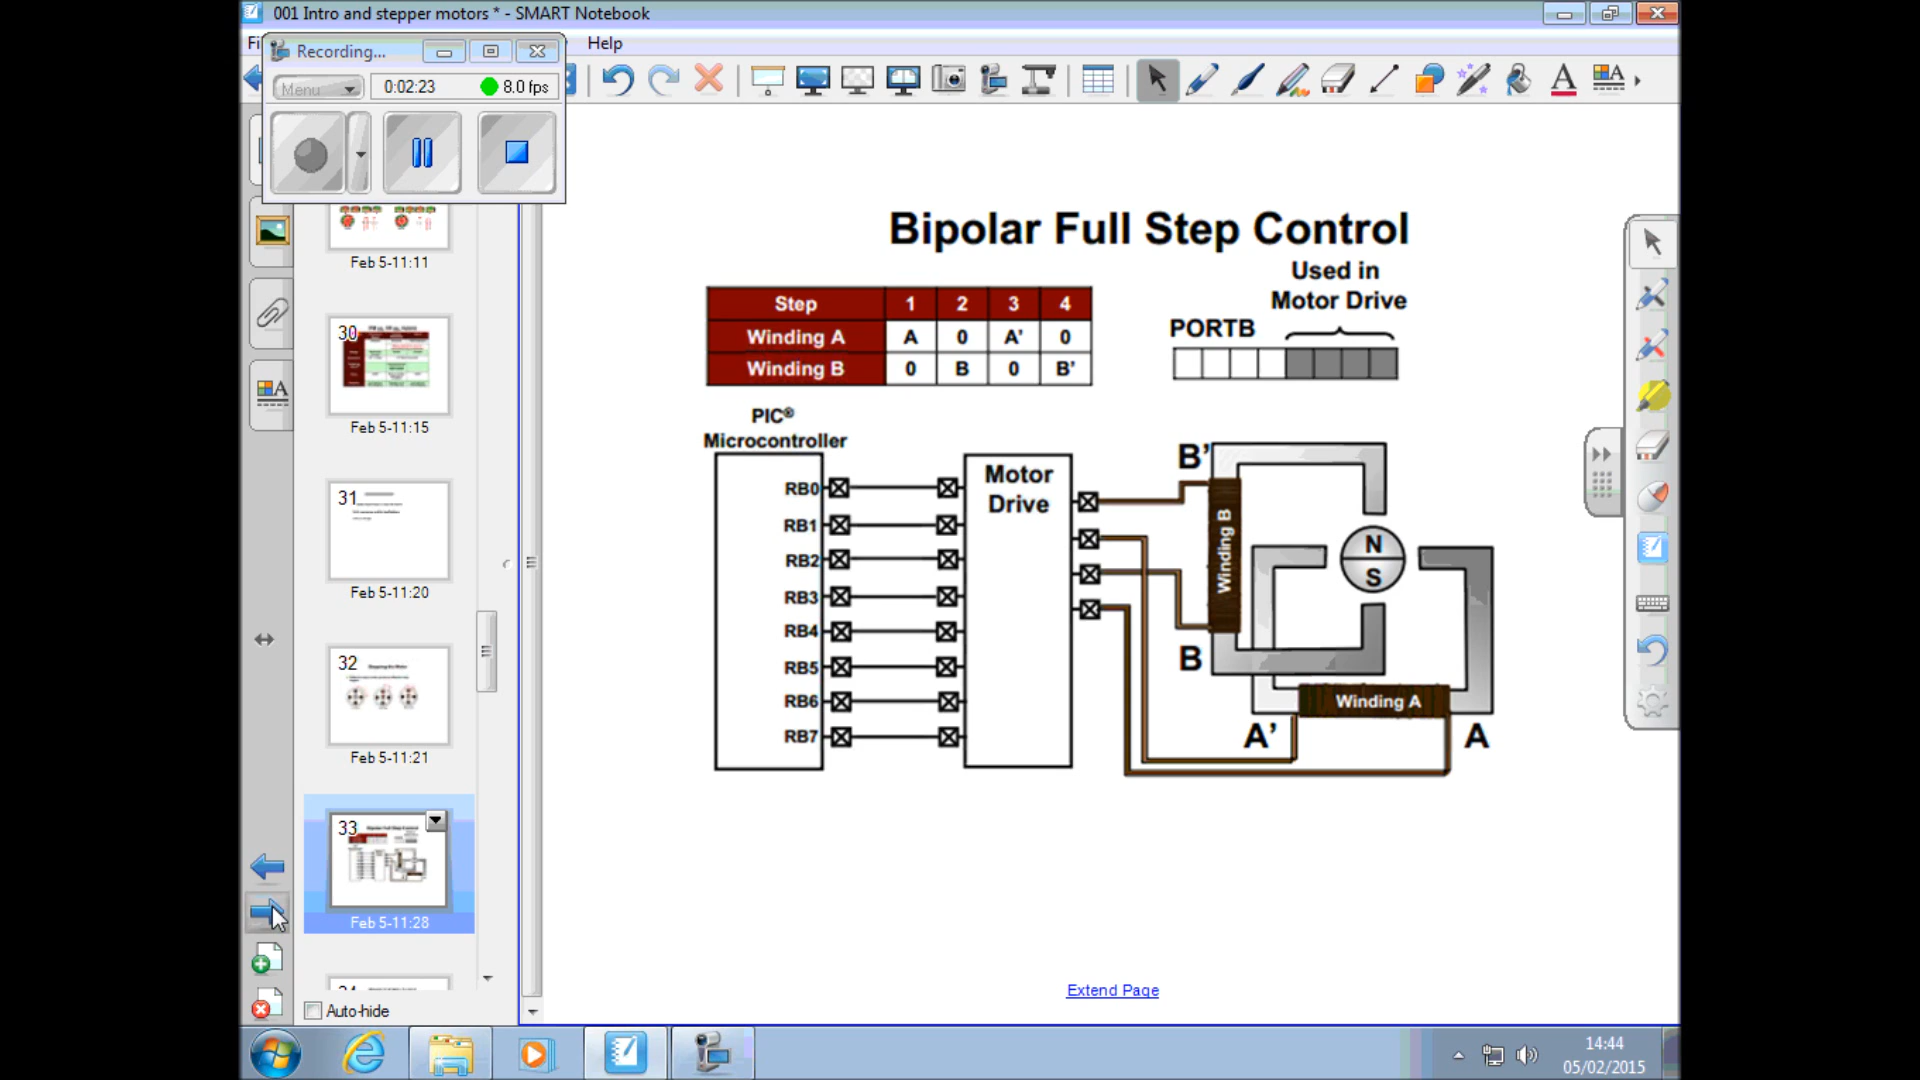 001 Intro and stepper motors * - SMART Notebook
Fi
Help
Recording...
Menu
0:02:23
8.0 fps
Feb 5-11:11
30
Feb 5-11:15
31
Feb 5-11:20
32
Feb 5-11:21
33
Feb 5-11:28
Auto-hide
Bipolar Full Step Control
Step 1 2 3 4
Winding A A 0 A' 0
Winding B 0 B 0 B'
Used in
Motor Drive
PORTB
PIC®
Microcontroller
RB0
RB1
RB2
RB3
RB4
RB5
RB6
RB7
Motor
Drive
B'
Winding B
B
N
S
Winding A
A'
A
Extend Page
14:44
05/02/2015